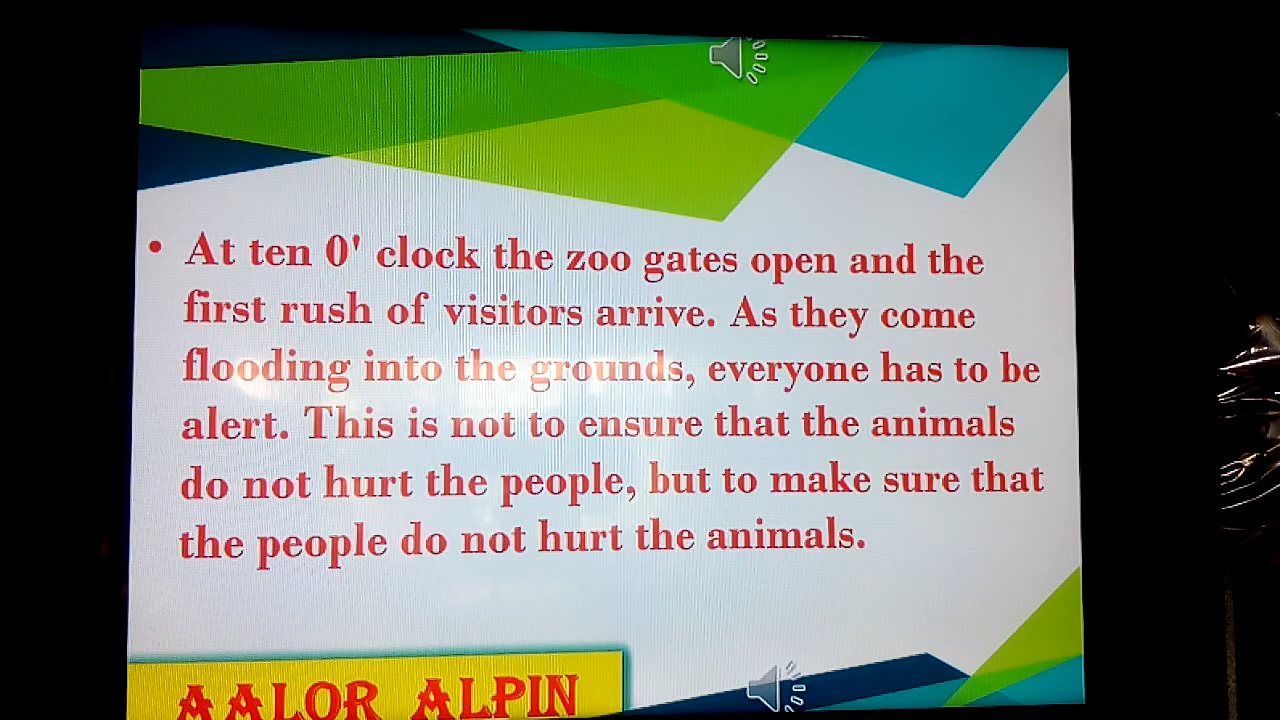 • At ten 0' clock the zoo gates open and the
first rush of visitors arrive. As they come
flooding into the grounds, everyone has to be
alert. This is not to ensure that the animals
do not hurt the people, but to make sure that
the people do not hurt the animals.
AALOR ALPIN